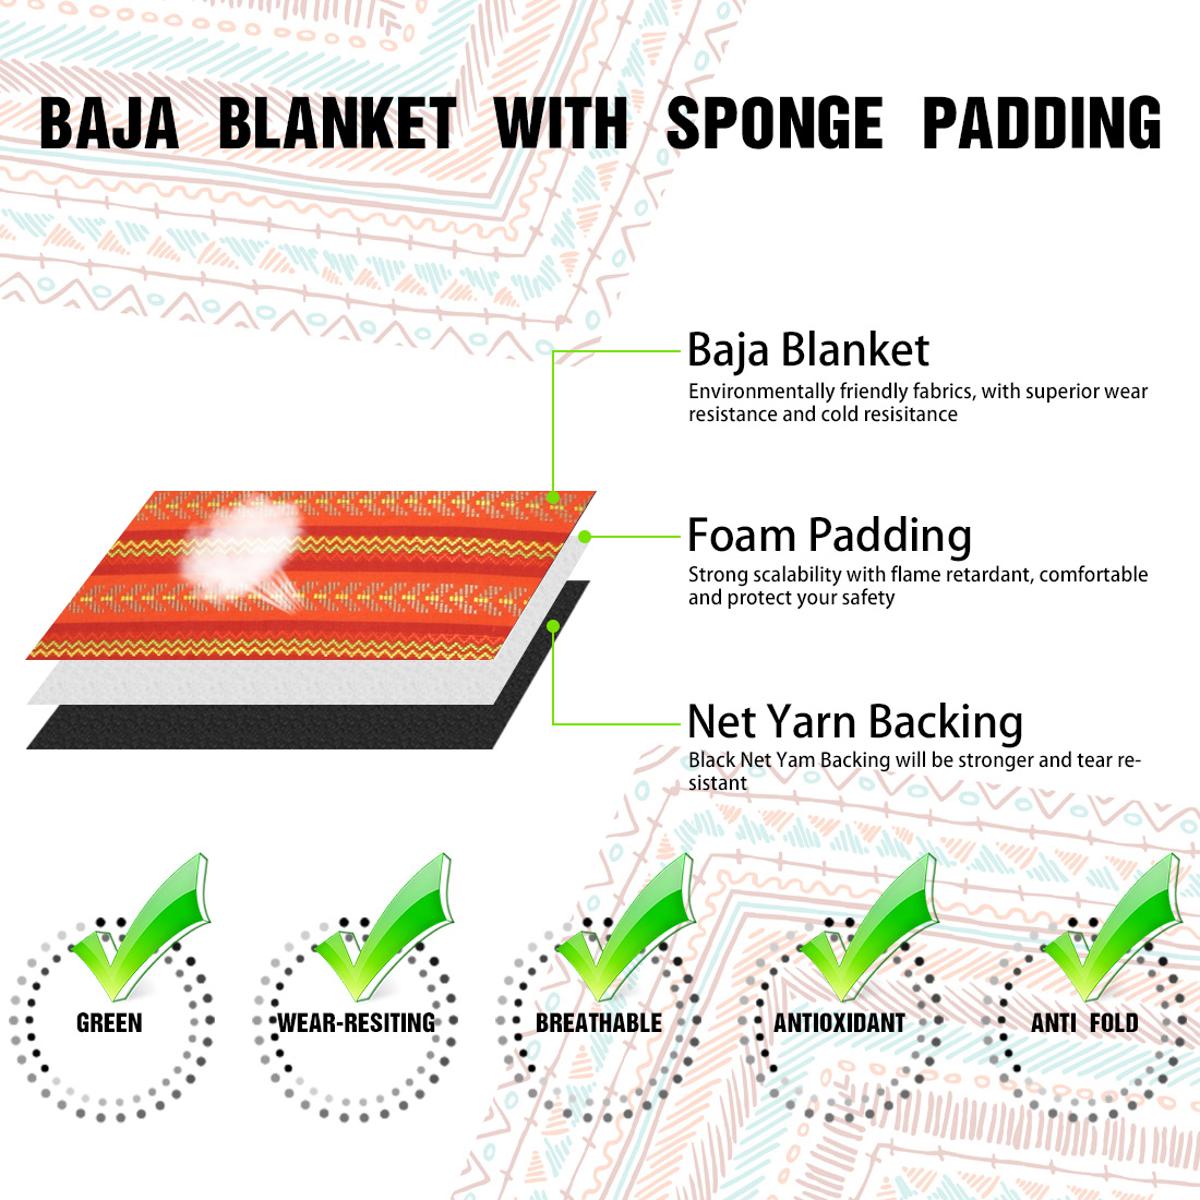 BAJA BLANKET WITH SPONGE PADDING
Baja Blanket
Environmentally friendly fabrics, with superior wear
resistance and cold resisitance
Foam Padding
Strong scalability with flame retardant, comfortable
and protect your safety
Net Yarn Backing
Black Net Yam Backing will be stronger and tear re-
sistant
GREEN
WEAR-RESITING
BREATHABLE
ANTIOXIDANT
ANTI FOLD